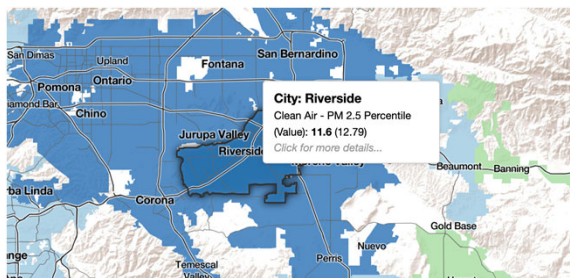 San Dimas
Upland
Fontana
San Bernardino
Pomona
Ontario
Chino
Jurupa Valley
Riverside
City: Riverside
Clean Air - PM 2.5 Percentile
(Value): 11.6 (12.79)
Click for more details...
Beaumont
Banning
Corona
Gold Base
Perris
Nuevo
Temescal
Valley